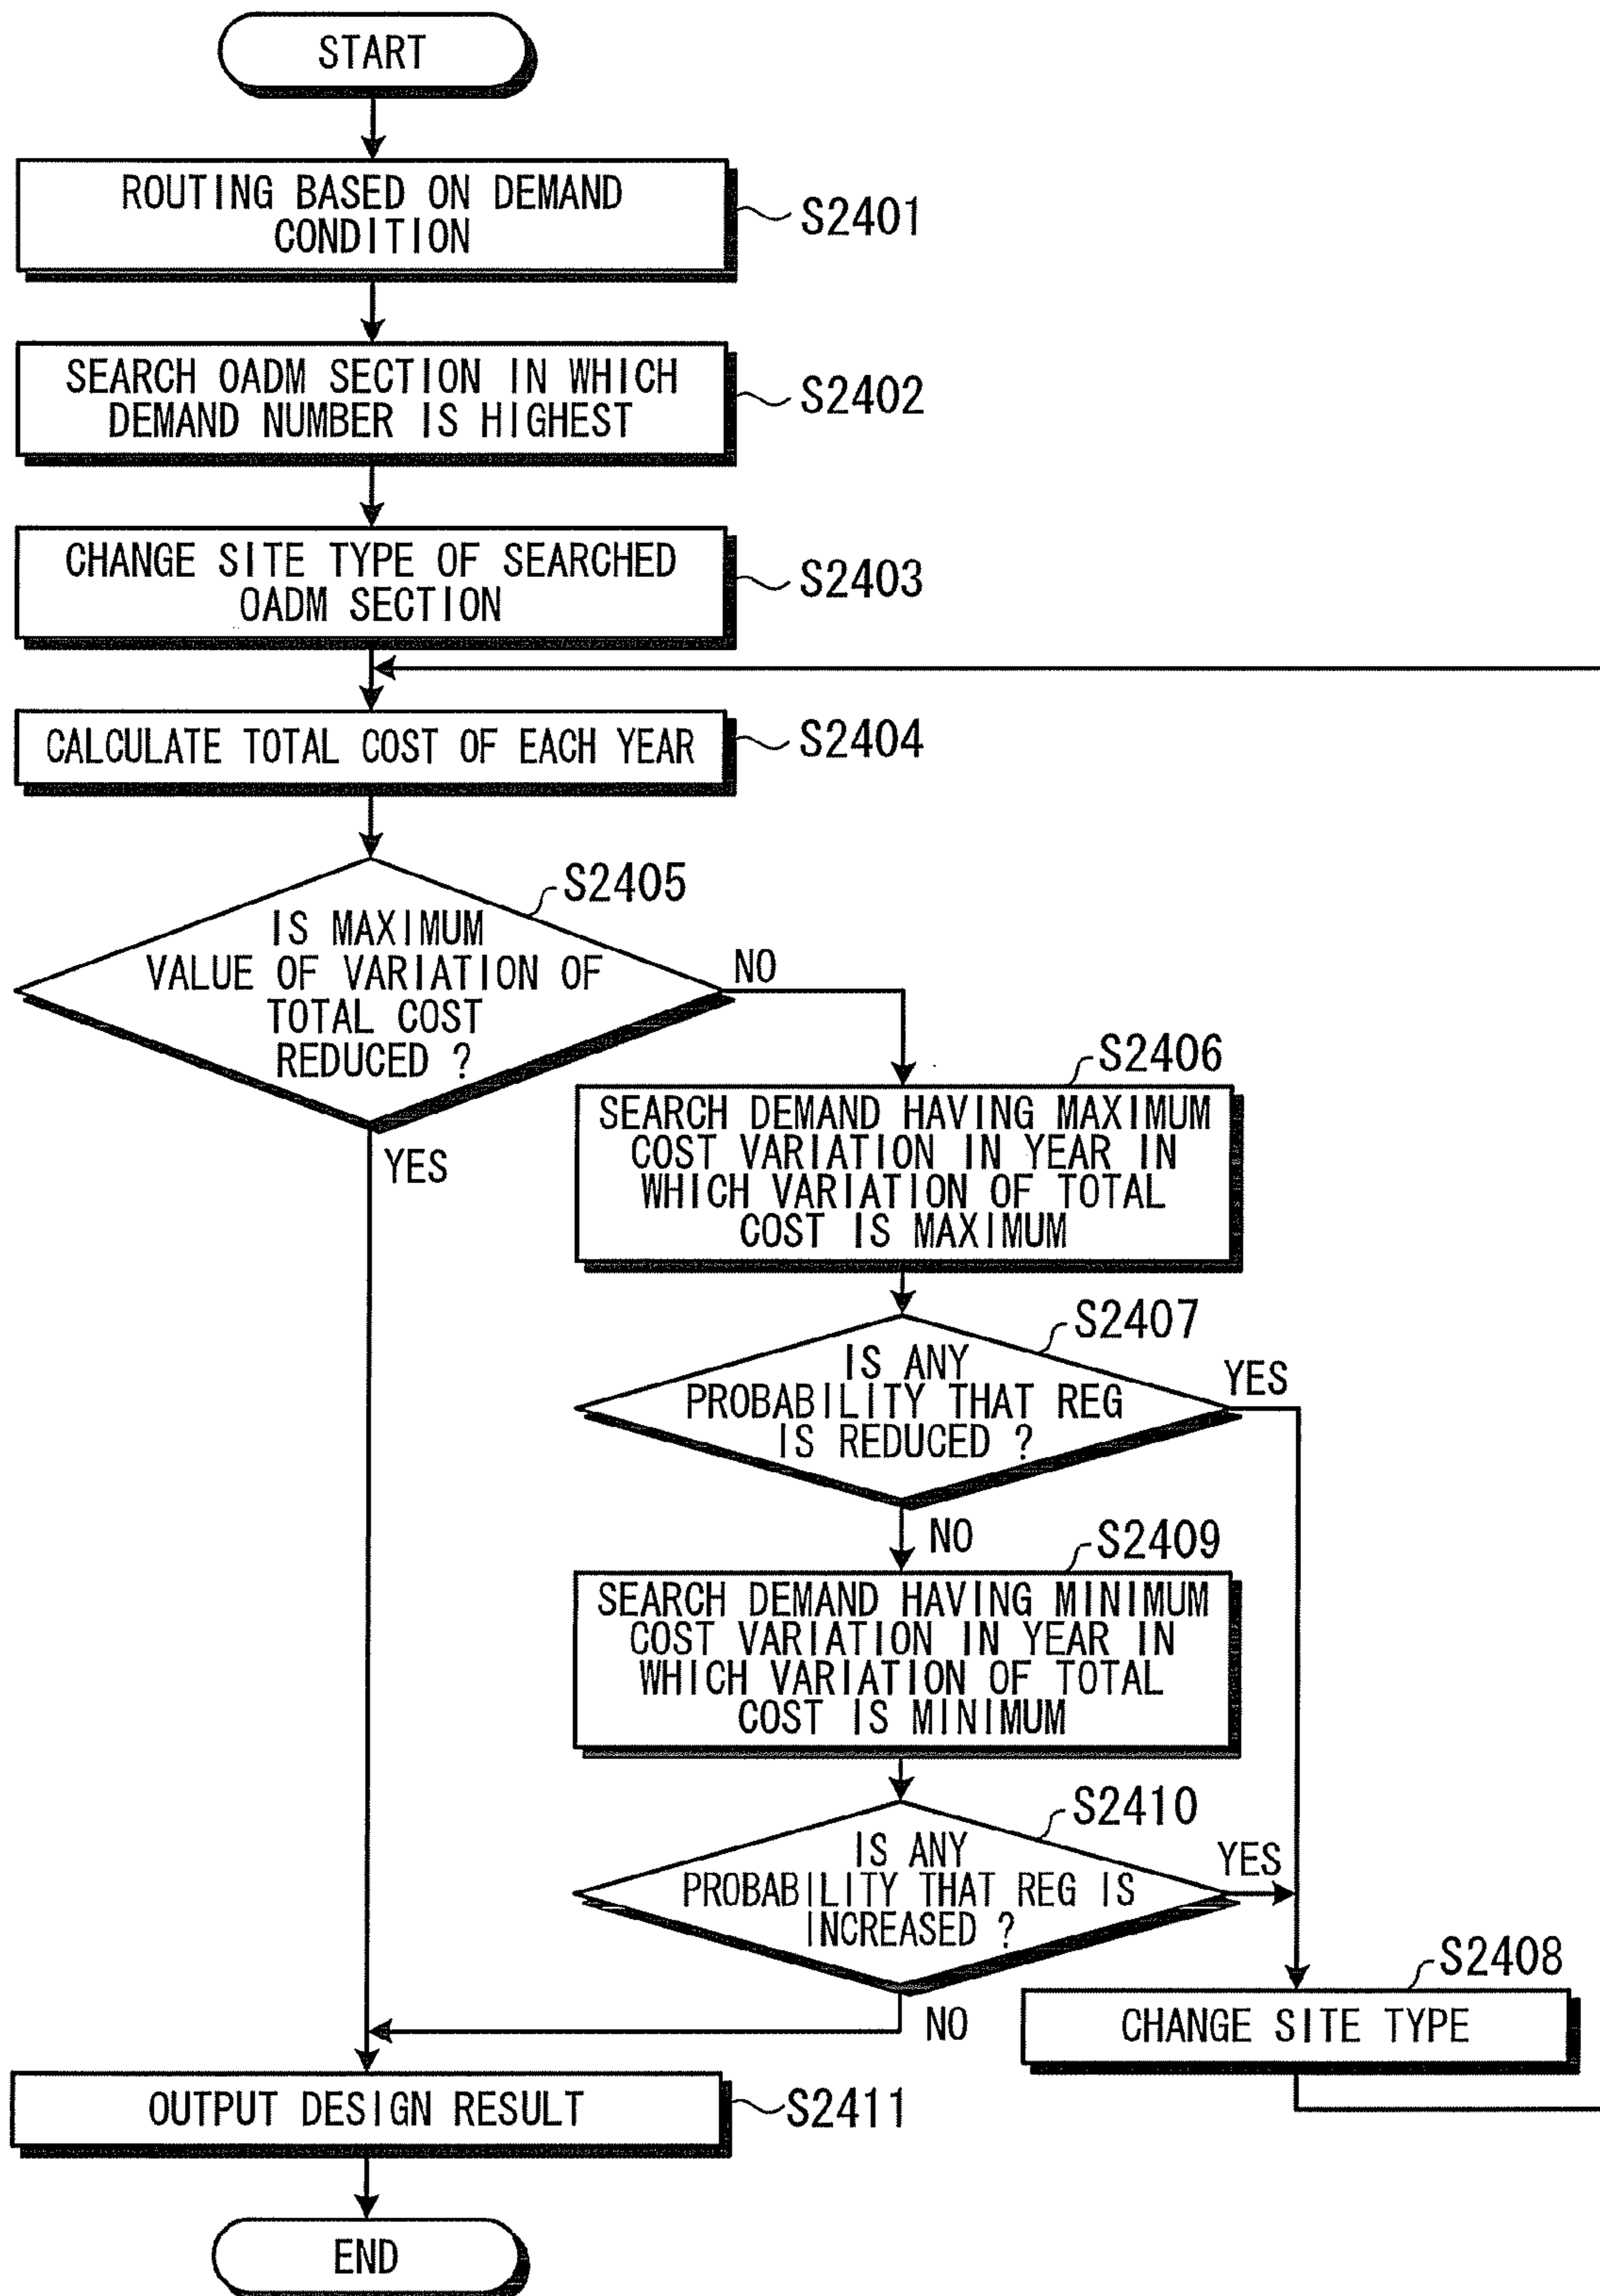 START
ROUTING BASED ON DEMAND
CONDITION
S2401
SEARCH OADM SECTION IN WHICH
DEMAND NUMBER IS HIGHEST
S2402
CHANGE SITE TYPE OF SEARCHED
OADM SECTION
S2403
CALCULATE TOTAL COST OF EACH YEAR
S2404
S2405
IS MAXIMUM
VALUE OF VARIATION OF
TOTAL COST
REDUCED ?
NO
YES
S2406
SEARCH DEMAND HAVING MAXIMUM
COST VARIATION IN YEAR IN
WHICH VARIATION OF TOTAL
COST IS MAXIMUM
S2407
IS ANY
PROBABILITY THAT REG
IS REDUCED ?
YES
NO
S2409
SEARCH DEMAND HAVING MINIMUM
COST VARIATION IN YEAR IN
WHICH VARIATION OF TOTAL
COST IS MINIMUM
S2410
IS ANY
PROBABILITY THAT REG IS
INCREASED ?
YES
NO
S2408
CHANGE SITE TYPE
OUTPUT DESIGN RESULT
S2411
END